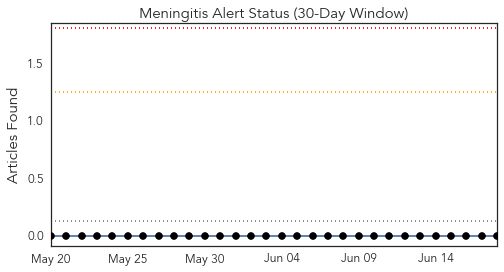 Meningitis Alert Status (30-Day Window)
Articles Found
1.5
1.0
0.5
0.0
May 20 May 25 May 30 Jun 04 Jun 09 Jun 14